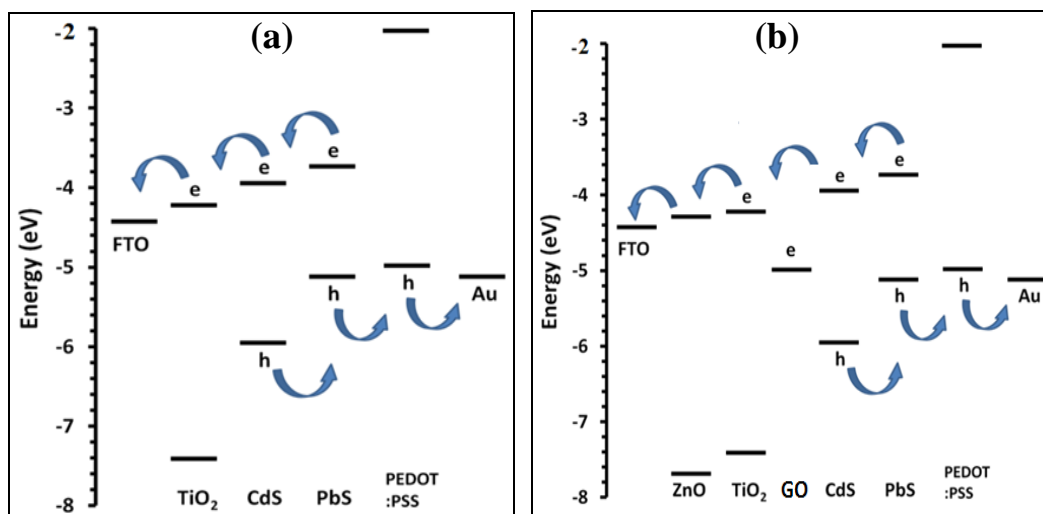 (a)
-2
-3
-4
-5
-6
-7
-8
Energy (eV)
e
e
e
FTO
h
h
Au
h
TiO₂
CdS
PbS
PEDOT
:PSS
(b)
-2
-3
-4
-5
-6
-7
-8
Energy (eV)
e
e
e
FTO
e
h
h
Au
h
ZnO
TiO₂
GO
CdS
PbS
PEDOT
:PSS